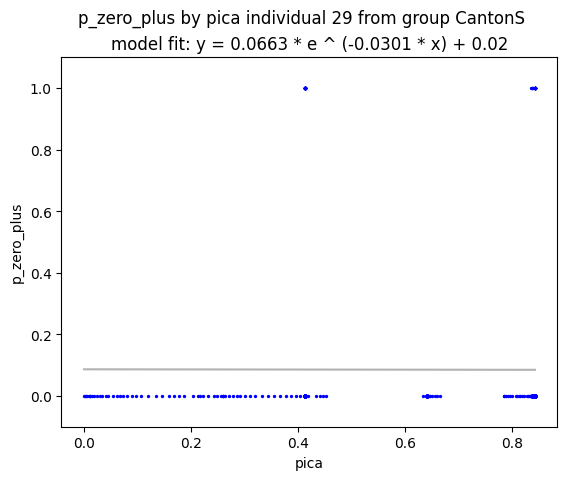 p_zero_plus by pica individual 29 from group CantonS
model fit: y = 0.0663 * e ^ (-0.0301 * x) + 0.02
1.0
0.8
0.6
0.4
0.2
0.0
p_zero_plus
0.0 0.2 0.4 0.6 0.8
pica